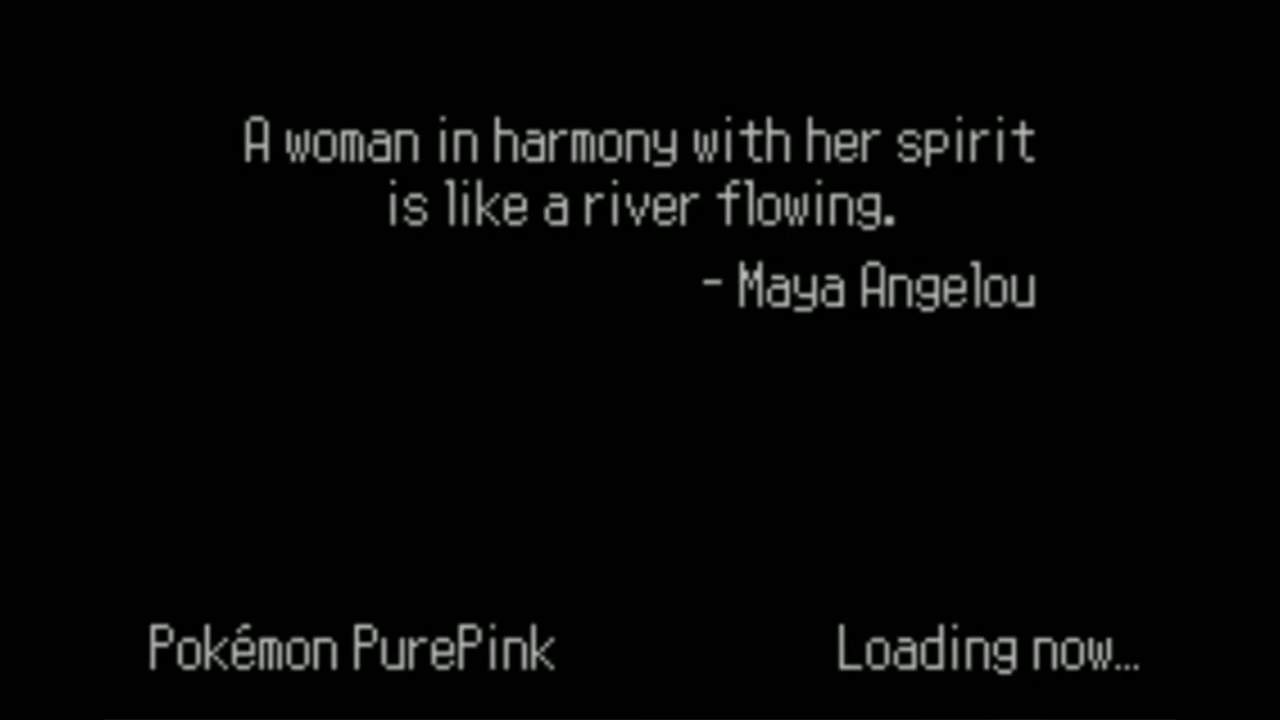 A woman in harmony with her spirit
is like a river flowing.
- Maya Angelou
Pokémon PurePink
Loading now…